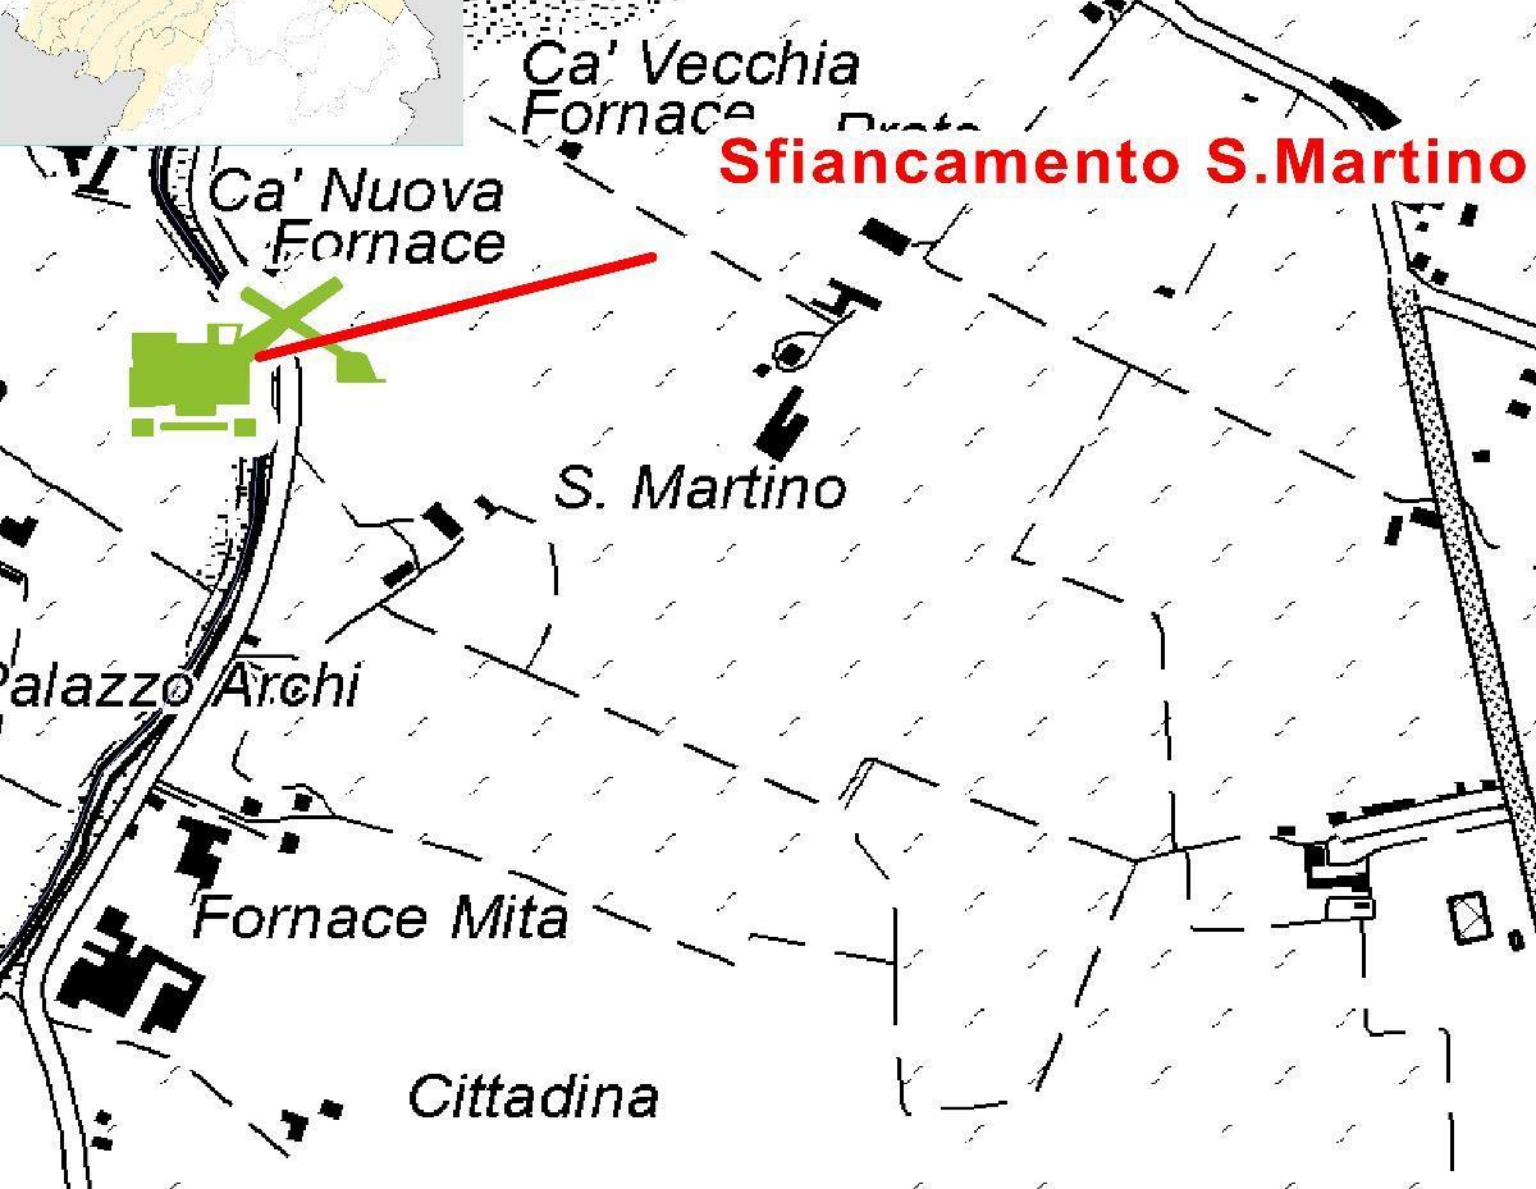 Ca' Vecchia
Fornace
Sfiancamento S.Martino
Ca' Nuova
Fornace
S. Martino
Palazzo Archi
Fornace Mita
Cittadina